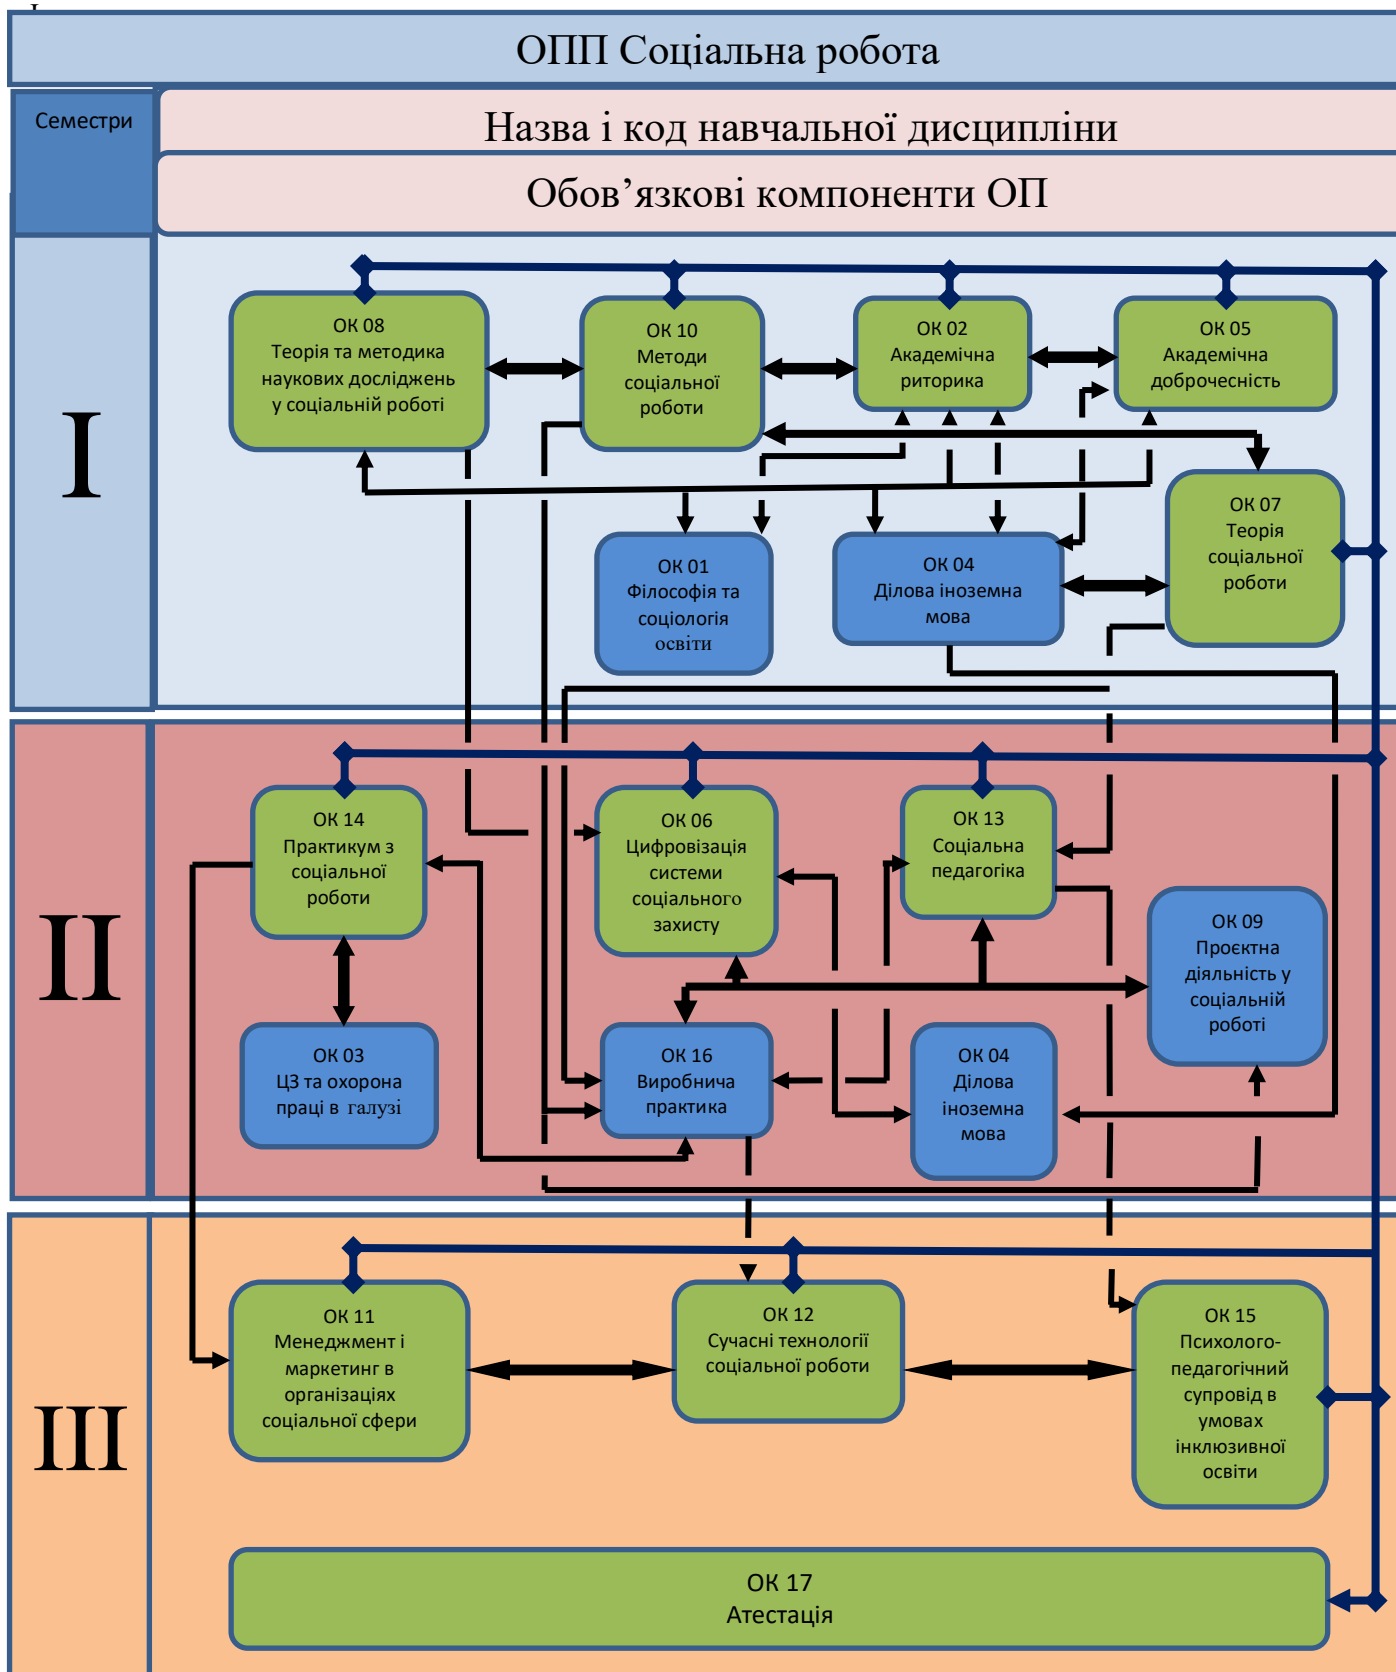 ОПП Соціальна робота
Семестри
Назва і код навчальної дисципліни
Обов’язкові компоненти ОП
I
ОК 08
Теорія та методика
наукових досліджень
у соціальній роботі
ОК 10
Методи
соціальної
роботи
ОК 02
Академічна
риторика
ОК 05
Академічна
доброчесність
ОК 07
Теорія
соціальної
роботи
ОК 01
Філософія та
соціологія
освіти
ОК 04
Ділова іноземна
мова
II
ОК 14
Практикум з
соціальної
роботи
ОК 06
Цифровізація
системи
соціального
захисту
ОК 13
Соціальна
педагогіка
ОК 09
Проєктна
діяльність у
соціальній
роботі
ОК 03
ЦЗ та охорона
праці в галузі
ОК 16
Виробнича
практика
ОК 04
Ділова
іноземна
мова
III
ОК 11
Менеджмент і
маркетинг в
організаціях
соціальної сфери
ОК 12
Сучасні технології
соціальної роботи
ОК 15
Психолого-
педагогічний
супровід в
умовах
інклюзивної
освіти
ОК 17
Атестація